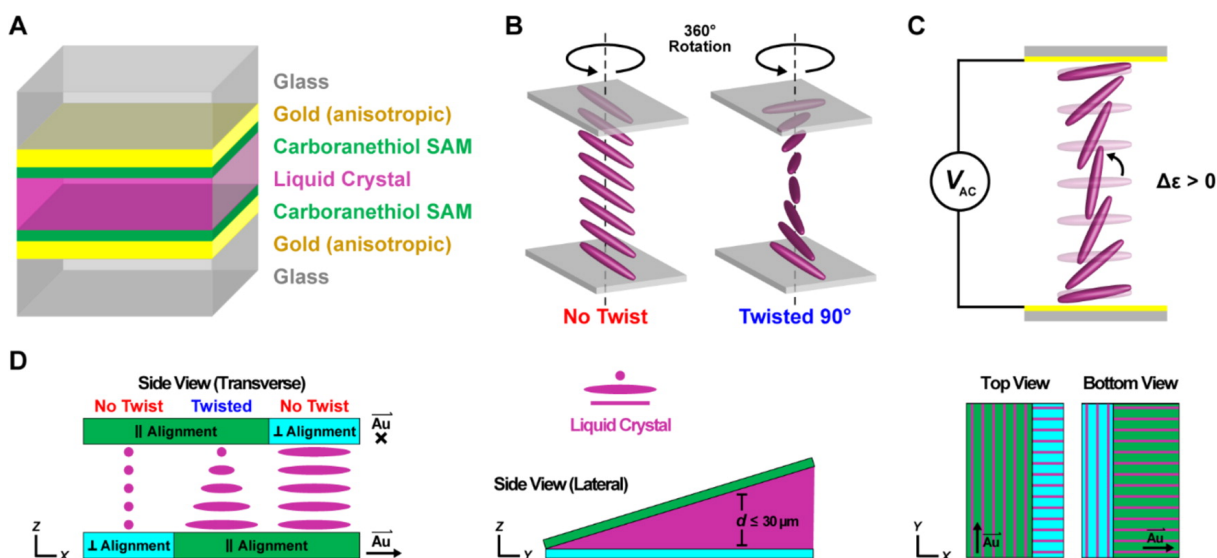 A
Glass
Gold (anisotropic)
Carboranethiol SAM
Liquid Crystal
Carboranethiol SAM
Gold (anisotropic)
Glass
B
360°
Rotation
No Twist
Twisted 90°
C
VAC
Δε > 0
D
Side View (Transverse)
No Twist
Twisted
No Twist
|| Alignment
⊥ Alignment
Au
Z
X
⊥ Alignment
|| Alignment
Au
Liquid Crystal
Side View (Lateral)
d ≤ 30 μm
Z
Y
Top View
Bottom View
Y
X
Au
Au